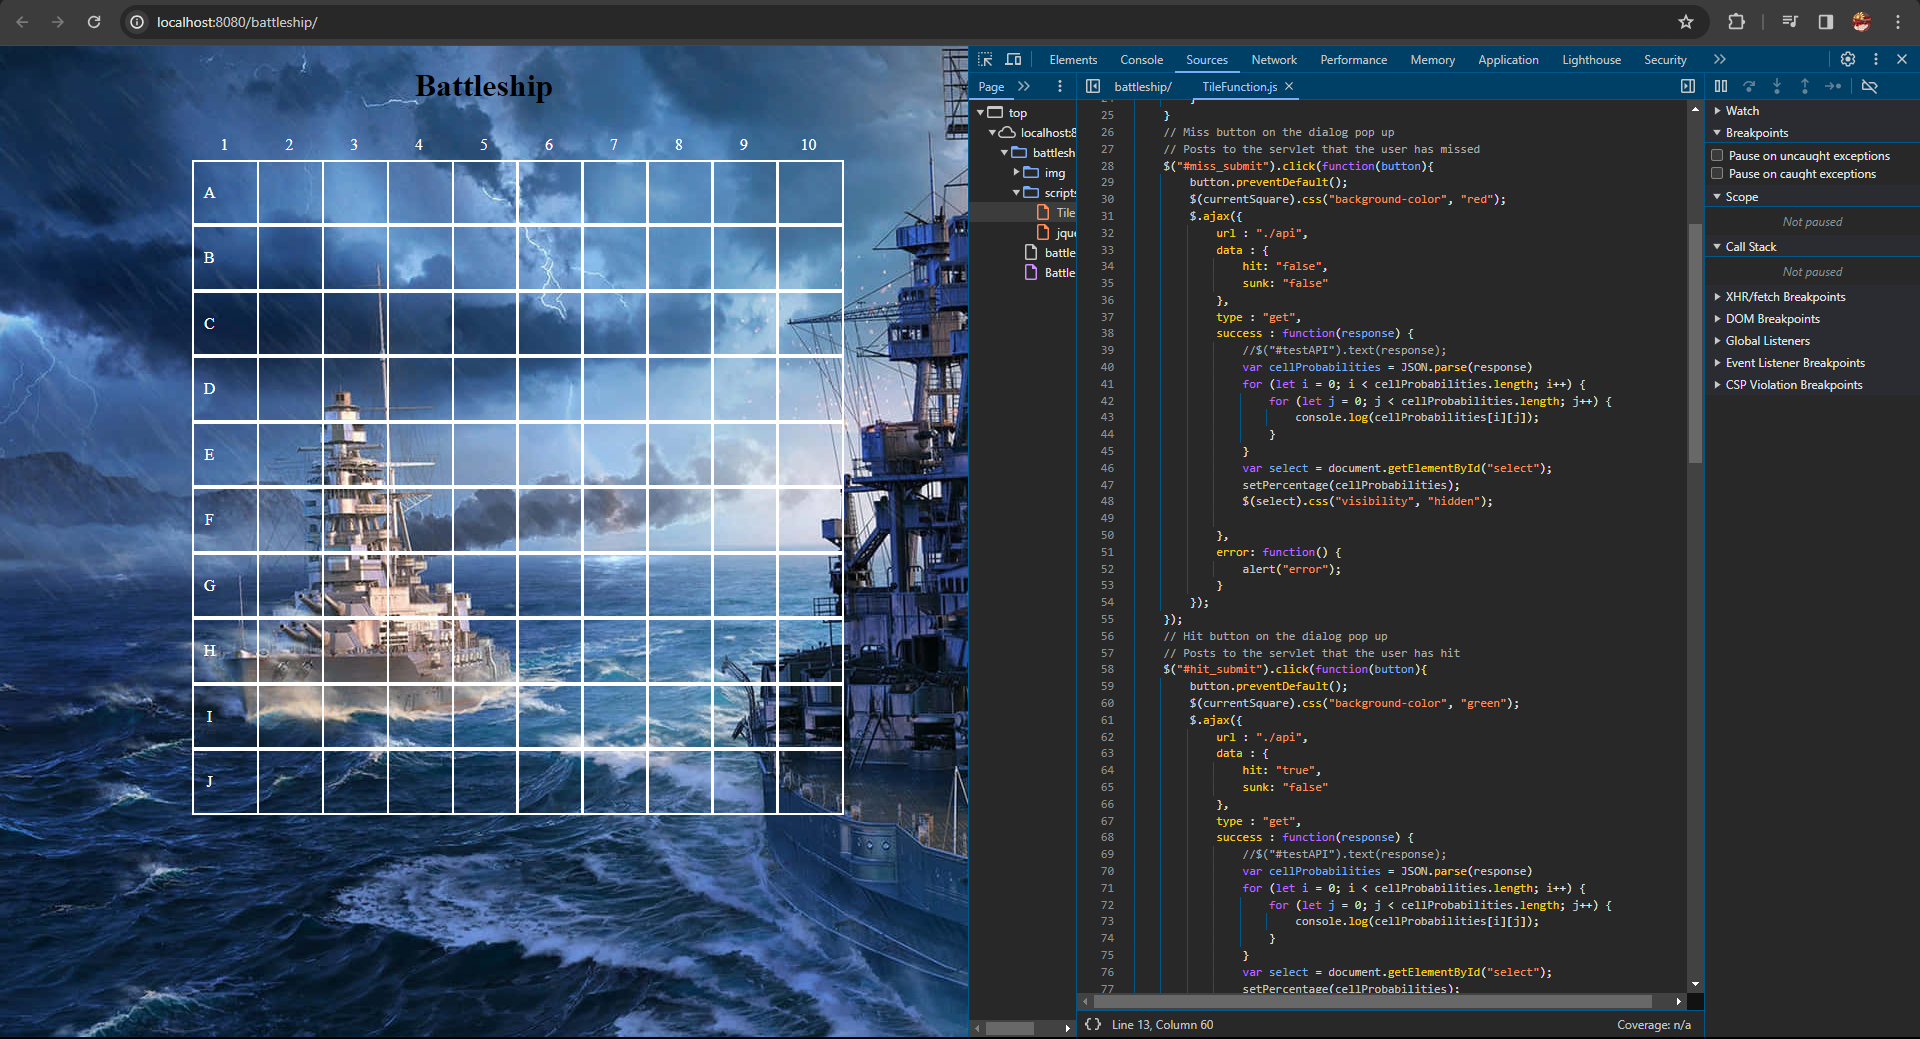 localhost:8080/battleship/
Battleship
1 2 3 4 5 6 7 8 9 10
A
B
C
D
E
F
G
H
I
J
Elements Console Sources Network Performance Memory Application Lighthouse Security
Page
battleship/ TileFunction.js
top
localhost:8
battlesh
img
scripts
Tile
jque
battle
Battle
25 }
26 // Miss button on the dialog pop up
27 // Posts to the servlet that the user has missed
28 $("#miss_submit").click(function(button){
29 button.preventDefault();
30 $(currentSquare).css("background-color", "red");
31 $.ajax({
32 url : "./api",
33 data : {
34 hit: "false",
35 sunk: "false"
36 },
37 type : "get",
38 success : function(response) {
39 //$("#testAPI").text(response);
40 var cellProbabilities = JSON.parse(response)
41 for (let i = 0; i < cellProbabilities.length; i++) {
42 for (let j = 0; j < cellProbabilities.length; j++) {
43 console.log(cellProbabilities[i][j]);
44 }
45 }
46 var select = document.getElementById("select");
47 setPercentage(cellProbabilities);
48 $(select).css("visibility", "hidden");
49
50 },
51 error: function() {
52 alert("error");
53 }
54 });
55 });
56 // Hit button on the dialog pop up
57 // Posts to the servlet that the user has hit
58 $("#hit_submit").click(function(button){
59 button.preventDefault();
60 $(currentSquare).css("background-color", "green");
61 $.ajax({
62 url : "./api",
63 data : {
64 hit: "true",
65 sunk: "false"
66 },
67 type : "get",
68 success : function(response) {
69 //$("#testAPI").text(response);
70 var cellProbabilities = JSON.parse(response)
71 for (let i = 0; i < cellProbabilities.length; i++) {
72 for (let j = 0; j < cellProbabilities.length; j++) {
73 console.log(cellProbabilities[i][j]);
74 }
75 }
76 var select = document.getElementById("select");
77 setPercentage(cellProbabilities);
{} Line 13, Column 60
Coverage: n/a
Watch
Breakpoints
Pause on uncaught exceptions
Pause on caught exceptions
Scope
Not paused
Call Stack
Not paused
XHR/fetch Breakpoints
DOM Breakpoints
Global Listeners
Event Listener Breakpoints
CSP Violation Breakpoints